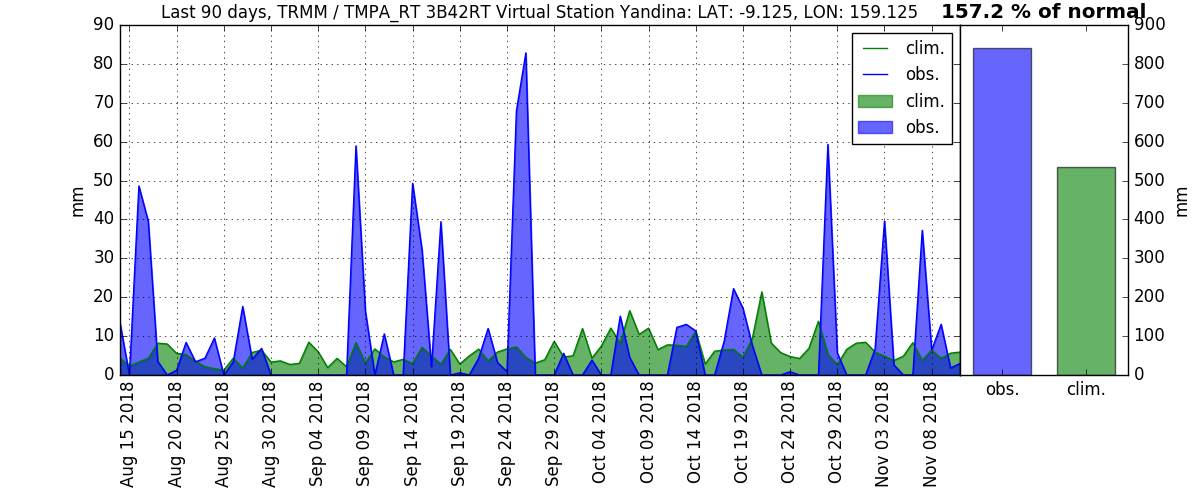 Last 90 days, TRMM / TMPA_RT 3B42RT Virtual Station Yandina: LAT: -9.125, LON: 159.125
157.2 % of normal
90
80
70
60
50
40
30
20
10
0
mm
clim.
obs.
clim.
obs.
900
800
700
600
500
400
300
200
100
0
mm
Aug 15 2018
Aug 20 2018
Aug 25 2018
Aug 30 2018
Sep 04 2018
Sep 09 2018
Sep 14 2018
Sep 19 2018
Sep 24 2018
Sep 29 2018
Oct 04 2018
Oct 09 2018
Oct 14 2018
Oct 19 2018
Oct 24 2018
Oct 29 2018
Nov 03 2018
Nov 08 2018
obs.
clim.